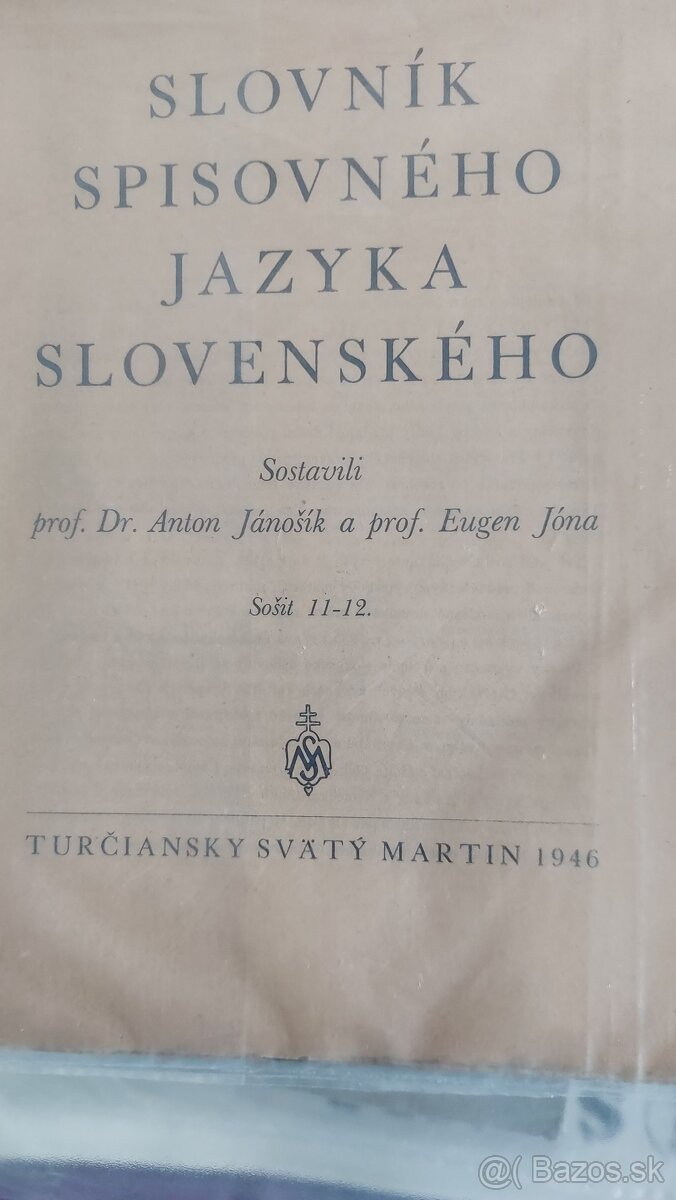 SLOVNÍK
SPISOVNÉHO
JAZYKA
SLOVENSKÉHO
Sostavili
prof. Dr. Anton Jánošík a prof. Eugen Jóna
Sošit 11-12.
MS
TURČIANSKY SVÄTÝ MARTIN 1946
@( Bazos.sk